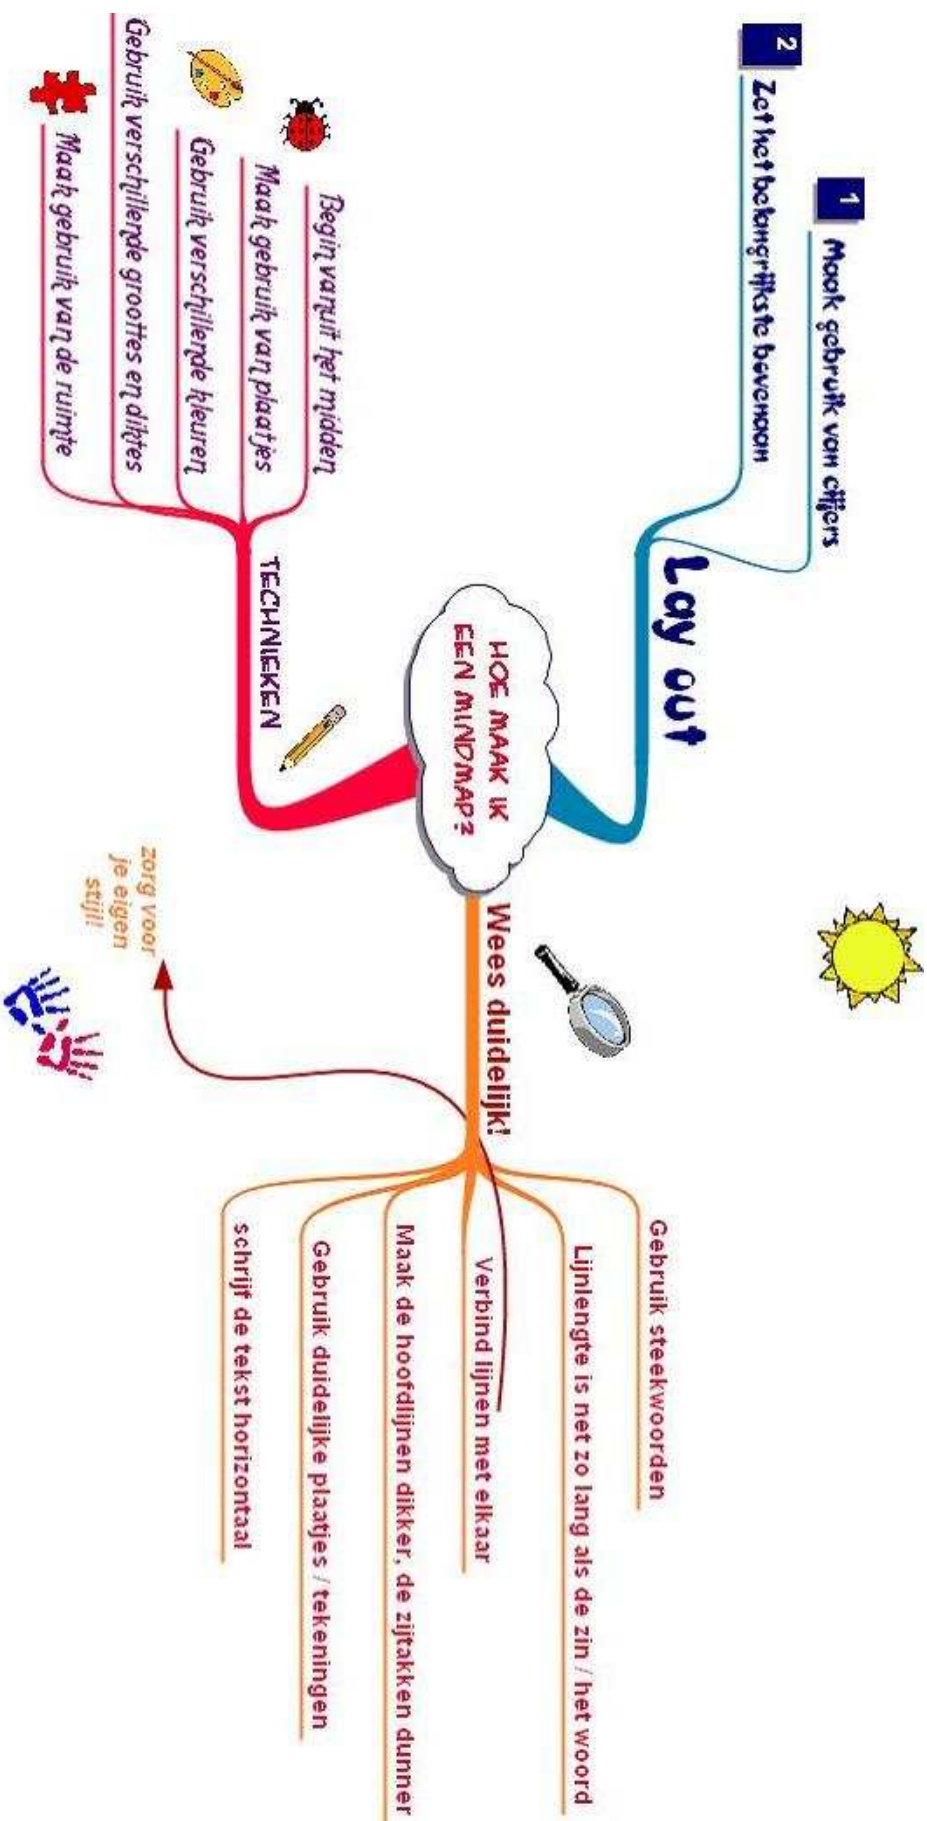 HOE MAAK IK
EEN MINDMAP?
Lay out
1
Maak gebruik van cijfers
2
Zet het belangrijkste bovenaan
TECHNIEKEN
Begin vanuit het midden
Maak gebruik van plaatjes
Gebruik verschillende kleuren
Gebruik verschillende groottes en diktes
Maak gebruik van de ruimte
Wees duidelijk!
Gebruik steekwoorden
Lijnlengte is net zo lang als de zin / het woord
Verbind lijnen met elkaar
Maak de hoofdlijnen dikker, de zijtakken dunner
Gebruik duidelijke plaatjes / tekeningen
schrijf de tekst horizontaal
zorg voor
je eigen
stijl!